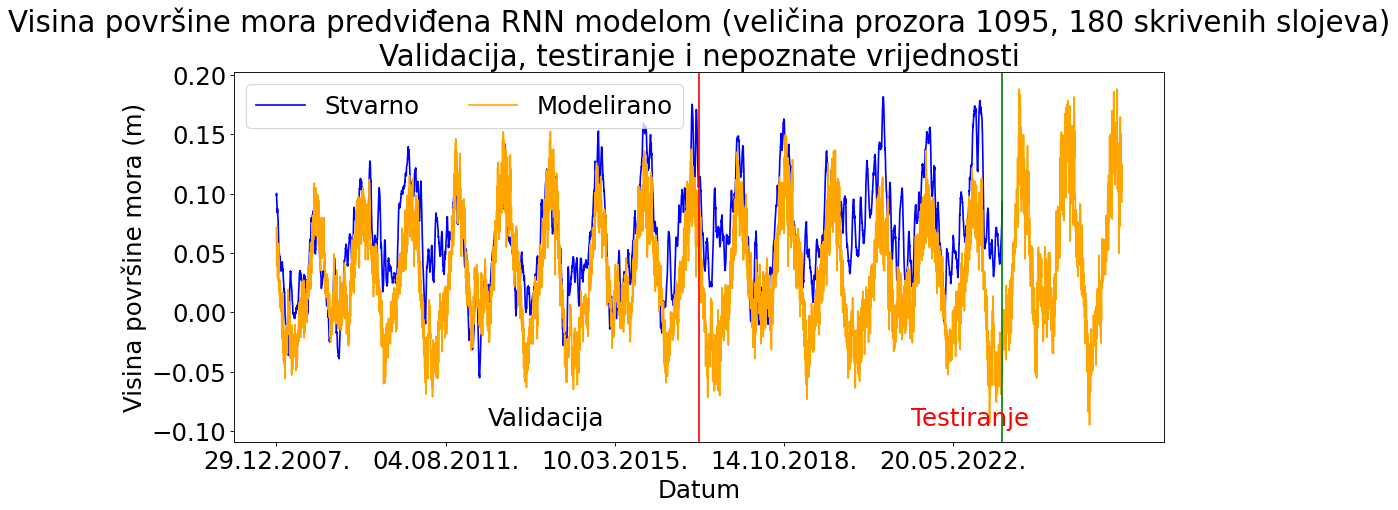 Visina površine mora predviđena RNN modelom (veličina prozora 1095, 180 skrivenih slojeva)
Validacija, testiranje i nepoznate vrijednosti
Stvarno
Modelirano
Visina površine mora (m)
0.20
0.15
0.10
0.05
0.00
−0.05
−0.10
Validacija
Testiranje
29.12.2007.
04.08.2011.
10.03.2015.
14.10.2018.
20.05.2022.
Datum